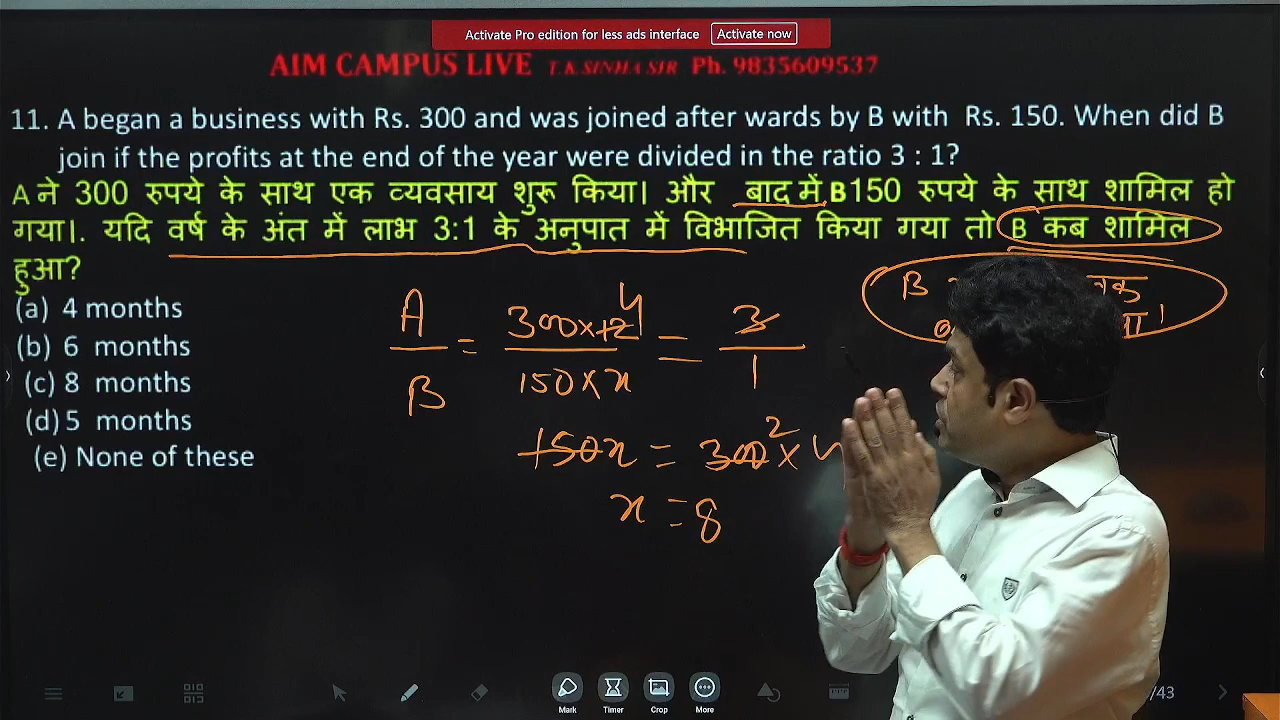 Activate Pro edition for less ads interface Activate now
AIM CAMPUS LIVE T.K.SINHA SIR Ph. 9835609537
11. A began a business with Rs. 300 and was joined after wards by B with Rs. 150. When did B
join if the profits at the end of the year were divided in the ratio 3 : 1?
A ने 300 रुपये के साथ एक व्यवसाय शुरू किया। और बाद में B150 रुपये के साथ शामिल हो
गया।. यदि वर्ष के अंत में लाभ 3:1 के अनुपात में विभाजित किया गया तो B कब शामिल
हुआ?
(a) 4 months
(b) 6 months
(c) 8 months
(d) 5 months
(e) None of these
A/B = 300×12/150×x = 3/1
4
150x = 300×4
2
x = 8
B
Mark Timer Crop More
/43